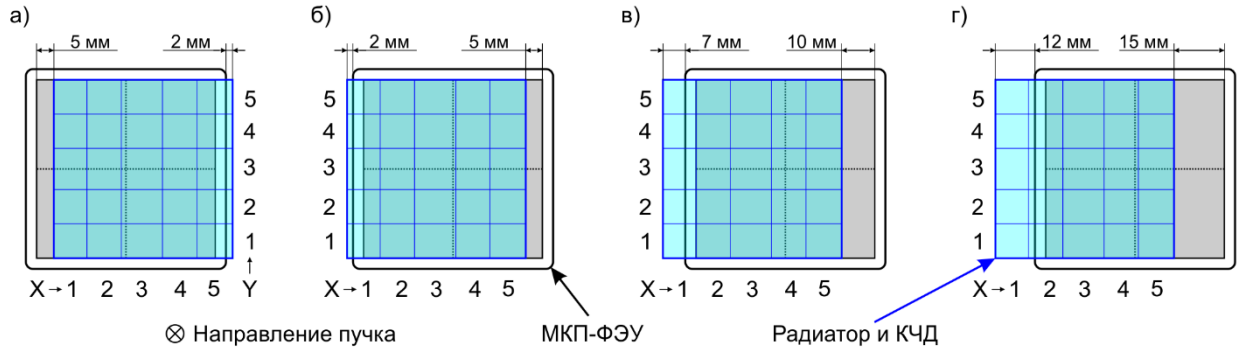 а) б) в) г)
5 мм 2 мм 2 мм 5 мм 7 мм 10 мм 12 мм 15 мм
5 5 5 5
4 4 4 4
3 3 3 3
2 2 2 2
1 1 1 1
X→1 2 3 4 5 Y X→1 2 3 4 5 X→1 2 3 4 5 X→1 2 3 4 5
⊗ Направление пучка МКП-ФЭУ Радиатор и КЧД